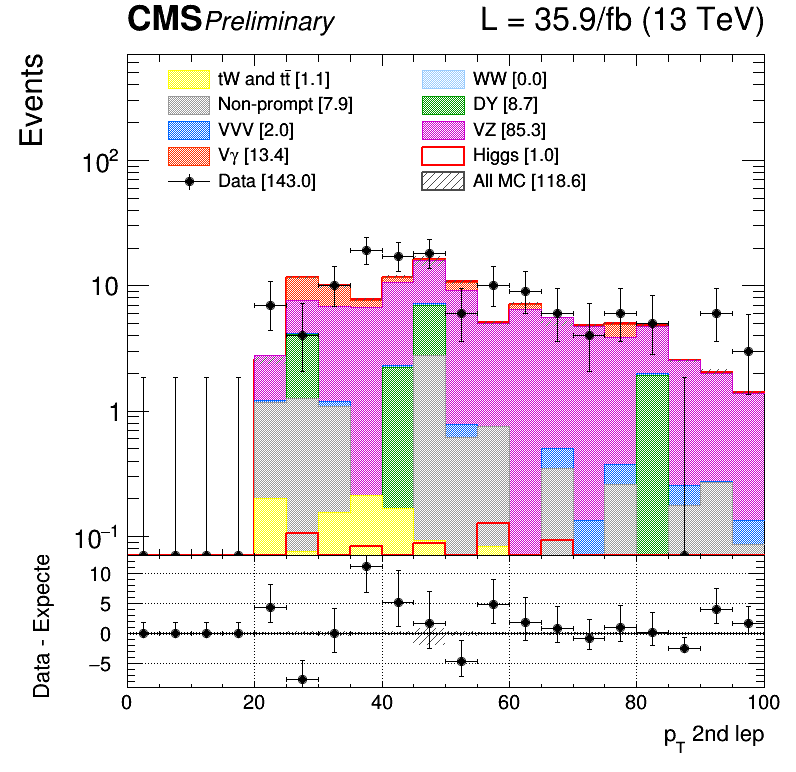 CMS Preliminary L = 35.9/fb (13 TeV)
Events
tW and tt̄ [1.1] WW [0.0]
Non-prompt [7.9] DY [8.7]
VVV [2.0] VZ [85.3]
Vγ [13.4] Higgs [1.0]
Data [143.0] All MC [118.6]
10²
10
1
10⁻¹
Data - Expecte
10
5
0
−5
0 20 40 60 80 100
p_T 2nd lep